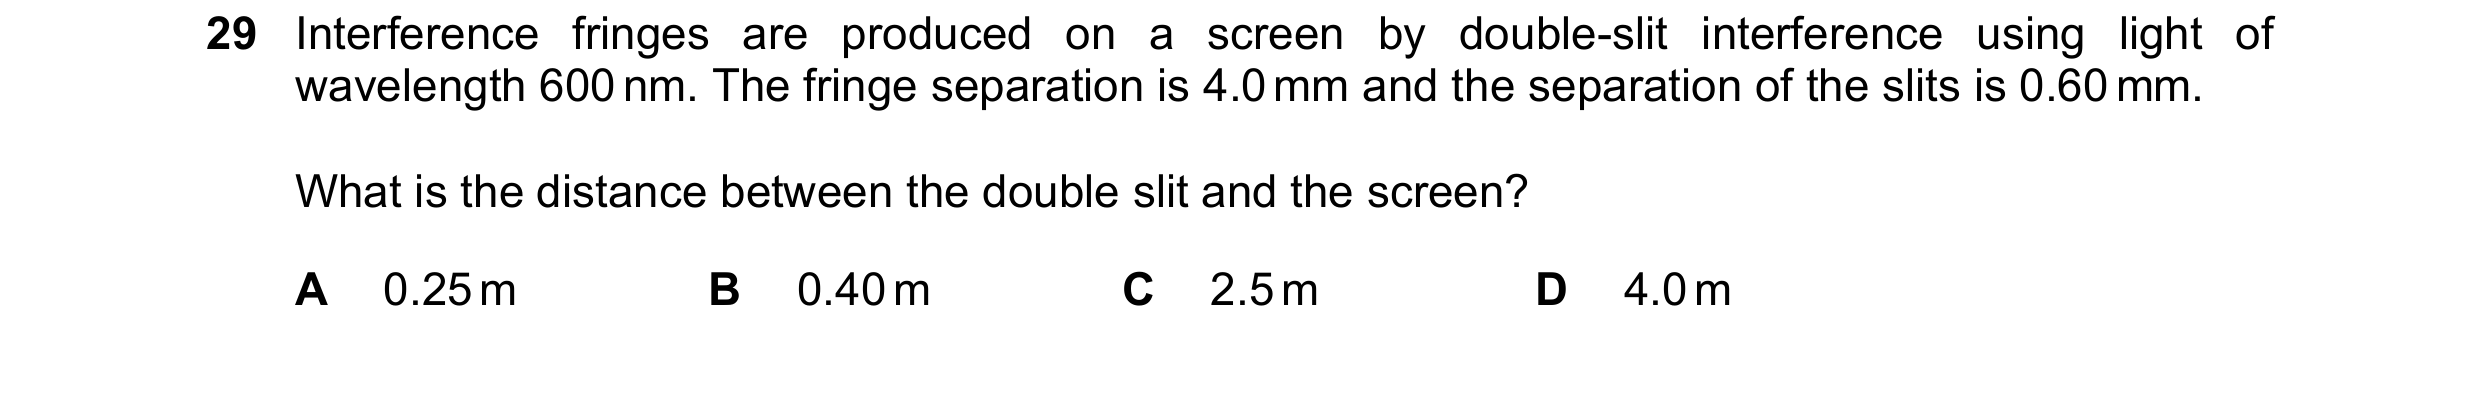 29 Interference fringes are produced on a screen by double-slit interference using light of
wavelength 600 nm. The fringe separation is 4.0 mm and the separation of the slits is 0.60 mm.
What is the distance between the double slit and the screen?
A 0.25 m B 0.40 m C 2.5 m D 4.0 m